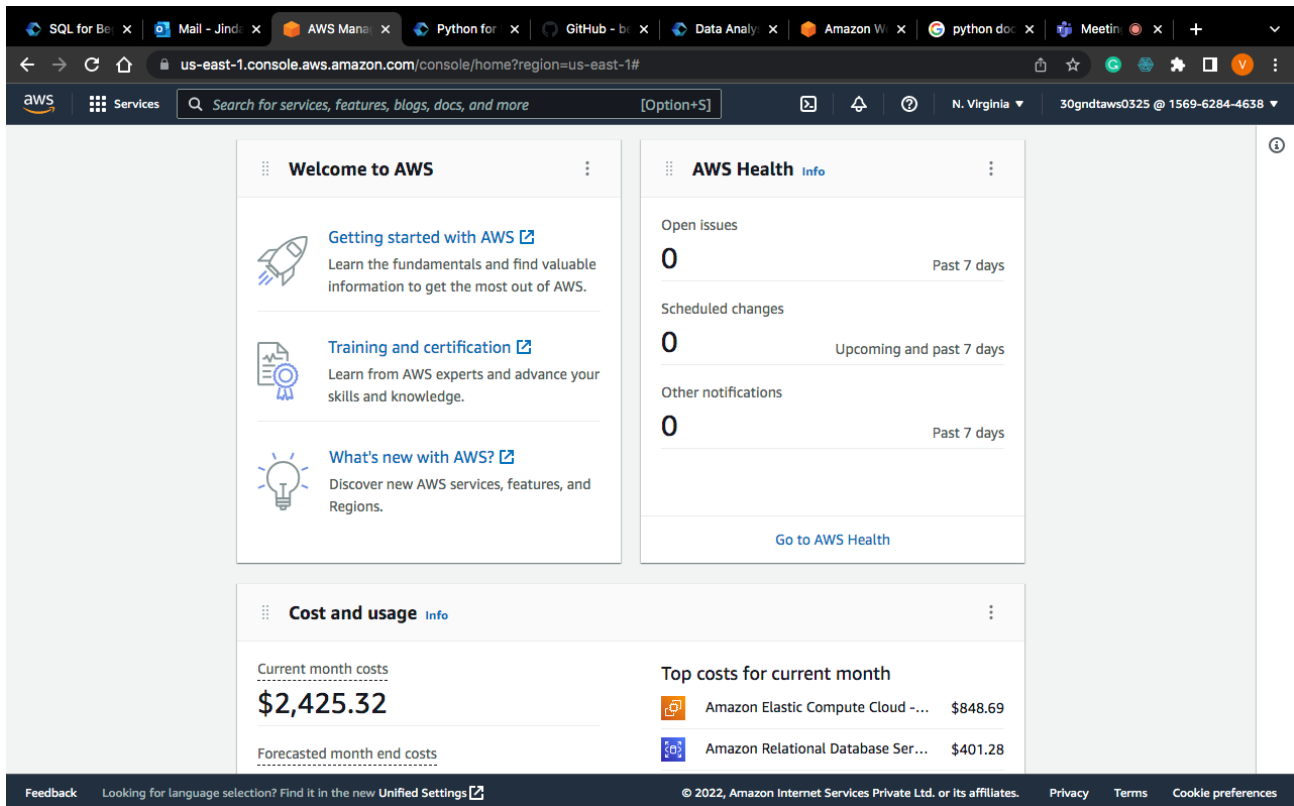 SQL for Be
Mail - Jinda
AWS Mana
Python for
GitHub - be
Data Analy
Amazon W
python doc
Meetin
us-east-1.console.aws.amazon.com/console/home?region=us-east-1#
V
aws
Services
Search for services, features, blogs, docs, and more [Option+S]
N. Virginia
30gndtaws0325 @ 1569-6284-4638
Welcome to AWS
Getting started with AWS
Learn the fundamentals and find valuable
information to get the most out of AWS.
Training and certification
Learn from AWS experts and advance your
skills and knowledge.
What's new with AWS?
Discover new AWS services, features, and
Regions.
AWS Health Info
Open issues
0 Past 7 days
Scheduled changes
0 Upcoming and past 7 days
Other notifications
0 Past 7 days
Go to AWS Health
Cost and usage Info
Current month costs
$2,425.32
Forecasted month end costs
Top costs for current month
Amazon Elastic Compute Cloud -... $848.69
Amazon Relational Database Ser... $401.28
Feedback Looking for language selection? Find it in the new Unified Settings © 2022, Amazon Internet Services Private Ltd. or its affiliates. Privacy Terms Cookie preferences